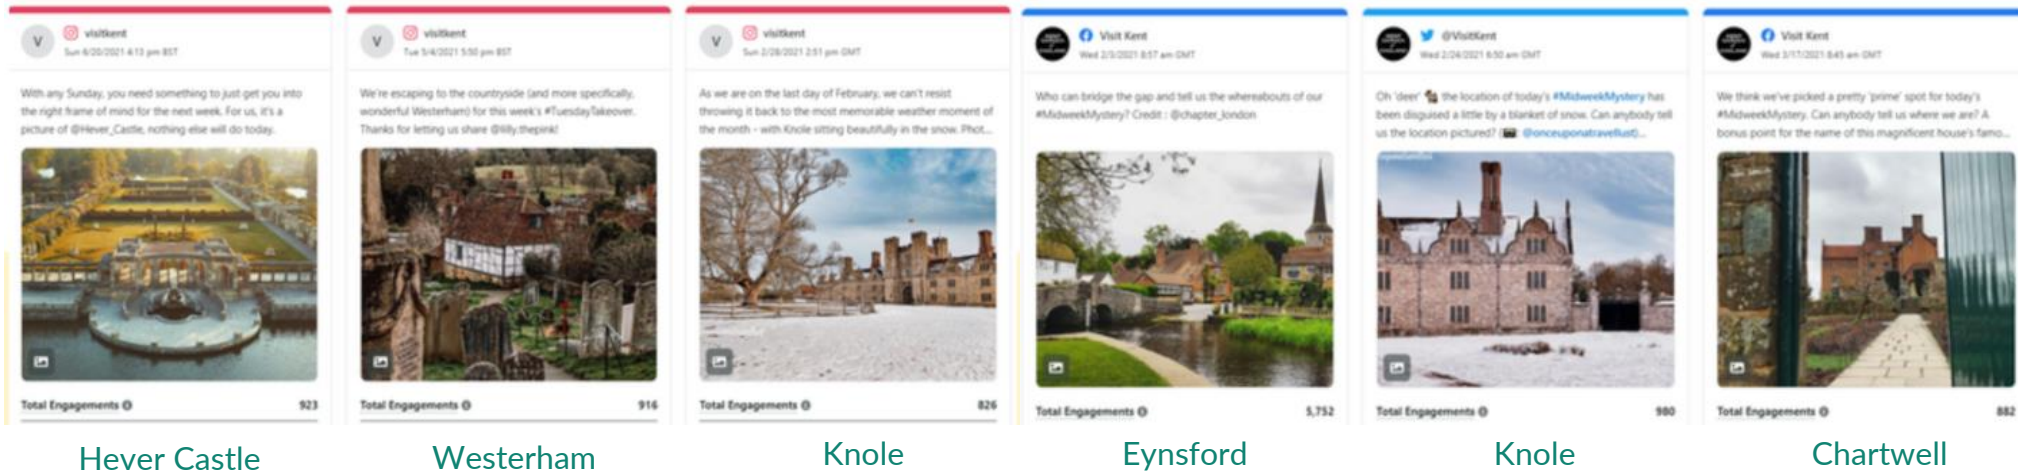 V
visitkent
Sun 6/20/2021 4:13 pm BST
With any Sunday, you need something to just get you into
the right frame of mind for the next week. For us, it's a
picture of @Hever_Castle, nothing else will do today.
Total Engagements
923
Hever Castle
V
visitkent
Tue 5/4/2021 5:50 pm BST
We're escaping to the countryside (and more specifically,
wonderful Westerham) for this week's #TuesdayTakeover.
Thanks for letting us share @lilly.thepink!
Total Engagements
916
Westerham
V
visitkent
Sun 2/28/2021 2:51 pm GMT
As we are on the last day of February, we can't resist
throwing it back to the most memorable weather moment of
the month - with Knole sitting beautifully in the snow. Phot...
Total Engagements
826
Knole
Visit Kent
Wed 2/3/2021 8:57 am GMT
Who can bridge the gap and tell us the whereabouts of our
#MidweekMystery? Credit : @chapter_london
Total Engagements
5,752
Eynsford
@VisitKent
Wed 2/24/2021 6:50 am GMT
Oh 'deer' 🦌 the location of today's #MidweekMystery has
been disguised a little by a blanket of snow. Can anybody tell
us the location pictured? (📷: @onceuponatravellust)...
Total Engagements
980
Knole
Visit Kent
Wed 3/17/2021 8:45 am GMT
We think we've picked a pretty 'prime' spot for today's
#MidweekMystery. Can anybody tell us where we are? A
bonus point for the name of this magnificent house's famo...
Total Engagements
882
Chartwell